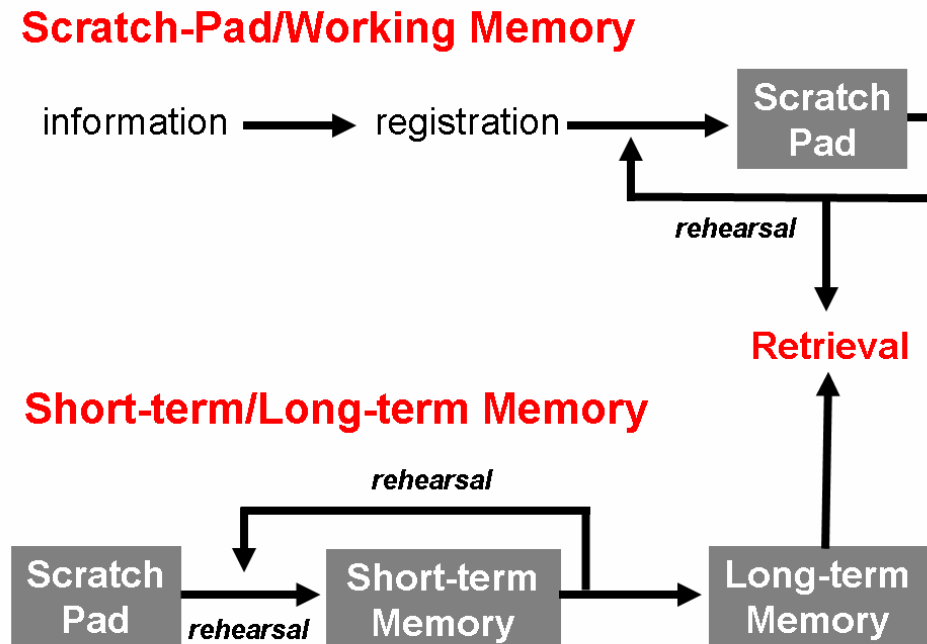 Scratch-Pad/Working Memory
information
registration
Scratch
Pad
rehearsal
Retrieval
Short-term/Long-term Memory
rehearsal
Scratch
Pad
rehearsal
Short-term
Memory
Long-term
Memory